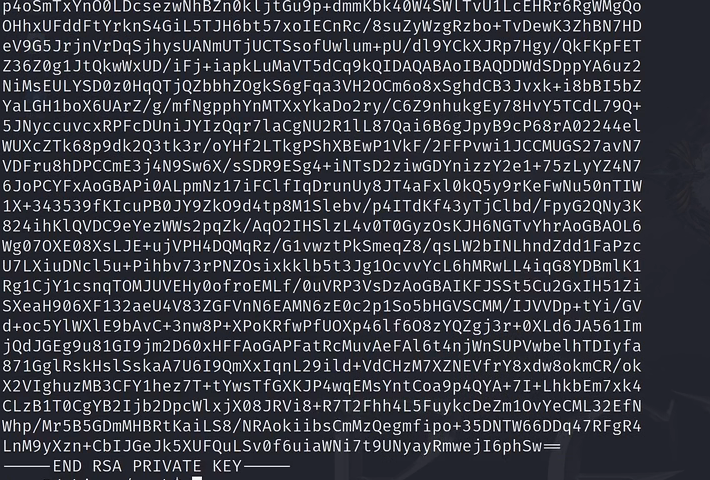 p4oSmTxYnO0LDcsezwNhBZn0kljtGu9p+dmmKbk40W4SWlTvU1LcEHRr6RgWMgQo
OHhxUFddFtYrknS4GiL5TJH6bt57xoIECnRc/8suZyWzgRzbo+TvDewK3ZhBN7HD
eV9G5JrjnVrDqSjhysUANmUTjUCTSsofUwlum+pU/dl9YCkXJRp7Hgy/QkFKpFET
Z36Z0g1JtQkwWxUD/iFj+iapkLuMaVT5dCq9kQIDAQABAoIBAQDDWdSDppYA6uz2
NiMsEULYSD0z0HqQTjQZbbhZOgkS6gFqa3VH2OCm6o8xSghdCB3Jvxk+i8bBI5bZ
YaLGH1boX6UArZ/g/mfNgpphYnMTXxYkaDo2ry/C6Z9nhukgEy78HvY5TCdL79Q+
5JNyccuvcxRPFcDUniJYIzQqr7laCgNU2R1lL87Qai6B6gJpyB9cP68rA02244el
WUXcZTk68p9dk2Q3tk3r/oYHf2LTkgPShXBEwP1VkF/2FFPvwi1JCCMUGS27avN7
VDFru8hDPCCmE3j4N9Sw6X/sSDR9ESg4+iNTsD2ziwGDYnizzY2e1+75zLyYZ4N7
6JoPCYFxAoGBAPi0ALpmNz17iFClfIqDrunUy8JT4aFxl0kQ5y9rKeFwNu50nTIW
1X+343539fKIcuPB0JY9ZkO9d4tp8M1Slebv/p4ITdKf43yTjClbd/FpyG2QNy3K
824ihKlQVDC9eYezWWs2pqZk/AqO2IHSlzL4v0T0GyzOsKJH6NGTvYhrAoGBAOL6
Wg07OXE08XsLJE+ujVPH4DQMqRz/G1vwztPkSmeqZ8/qsLW2bINLhndZdd1FaPzc
U7LXiuDNcl5u+Pihbv73rPNZOsixkklb5t3Jg1OcvvYcL6hMRwLL4iqG8YDBmlK1
Rg1CjY1csnqTOMJUVEHy0ofroEMLf/0uVRP3VsDzAoGBAIKFJSSt5Cu2GxIH51Zi
SXeaH906XF132aeU4V83ZGFVnN6EAMN6zE0c2p1So5bHGVSCMM/IJVVDp+tYi/GV
d+oc5YlWXlE9bAvC+3nw8P+XPoKRfwPfUOXp46lf6O8zYQZgj3r+0XLd6JA561Im
jQdJGEg9u81GI9jm2D60xHFFAoGAPFatRcMuvAeFAl6t4njWnSUPVwbelhTDIyfa
871GglRskHslSskaA7U6I9QmXxIqnL29ild+VdCHzM7XZNEVfrY8xdw8okmCR/ok
X2VIghuzMB3CFY1hez7T+tYwsTfGXKJP4wqEMsYntCoa9p4QYA+7I+LhkbEm7xk4
CLzB1T0CgYB2Ijb2DpcWlxjX08JRVi8+R7T2Fhh4L5FuykcDeZm1OvYeCML32EfN
Whp/Mr5B5GDmMHBRtKaiLS8/NRAokiibsCmMzQegmfipo+35DNTW66DDq47RFgR4
LnM9yXzn+CbIJGeJk5XUFQuLSv0f6uiaWNi7t9UNyayRmwejI6phSw==
-----END RSA PRIVATE KEY-----